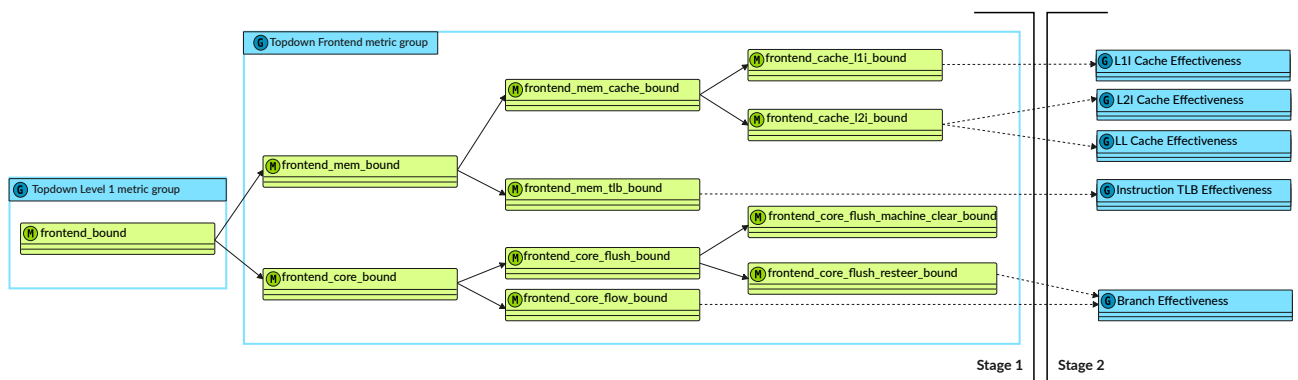 G Topdown Frontend metric group
M frontend_cache_l1i_bound
G L1I Cache Effectiveness
M frontend_mem_cache_bound
G L2I Cache Effectiveness
M frontend_cache_l2i_bound
G LL Cache Effectiveness
M frontend_mem_bound
G Topdown Level 1 metric group
M frontend_mem_tlb_bound
G Instruction TLB Effectiveness
M frontend_core_flush_machine_clear_bound
M frontend_bound
M frontend_core_flush_bound
M frontend_core_bound
M frontend_core_flush_resteer_bound
M frontend_core_flow_bound
G Branch Effectiveness
Stage 1
Stage 2